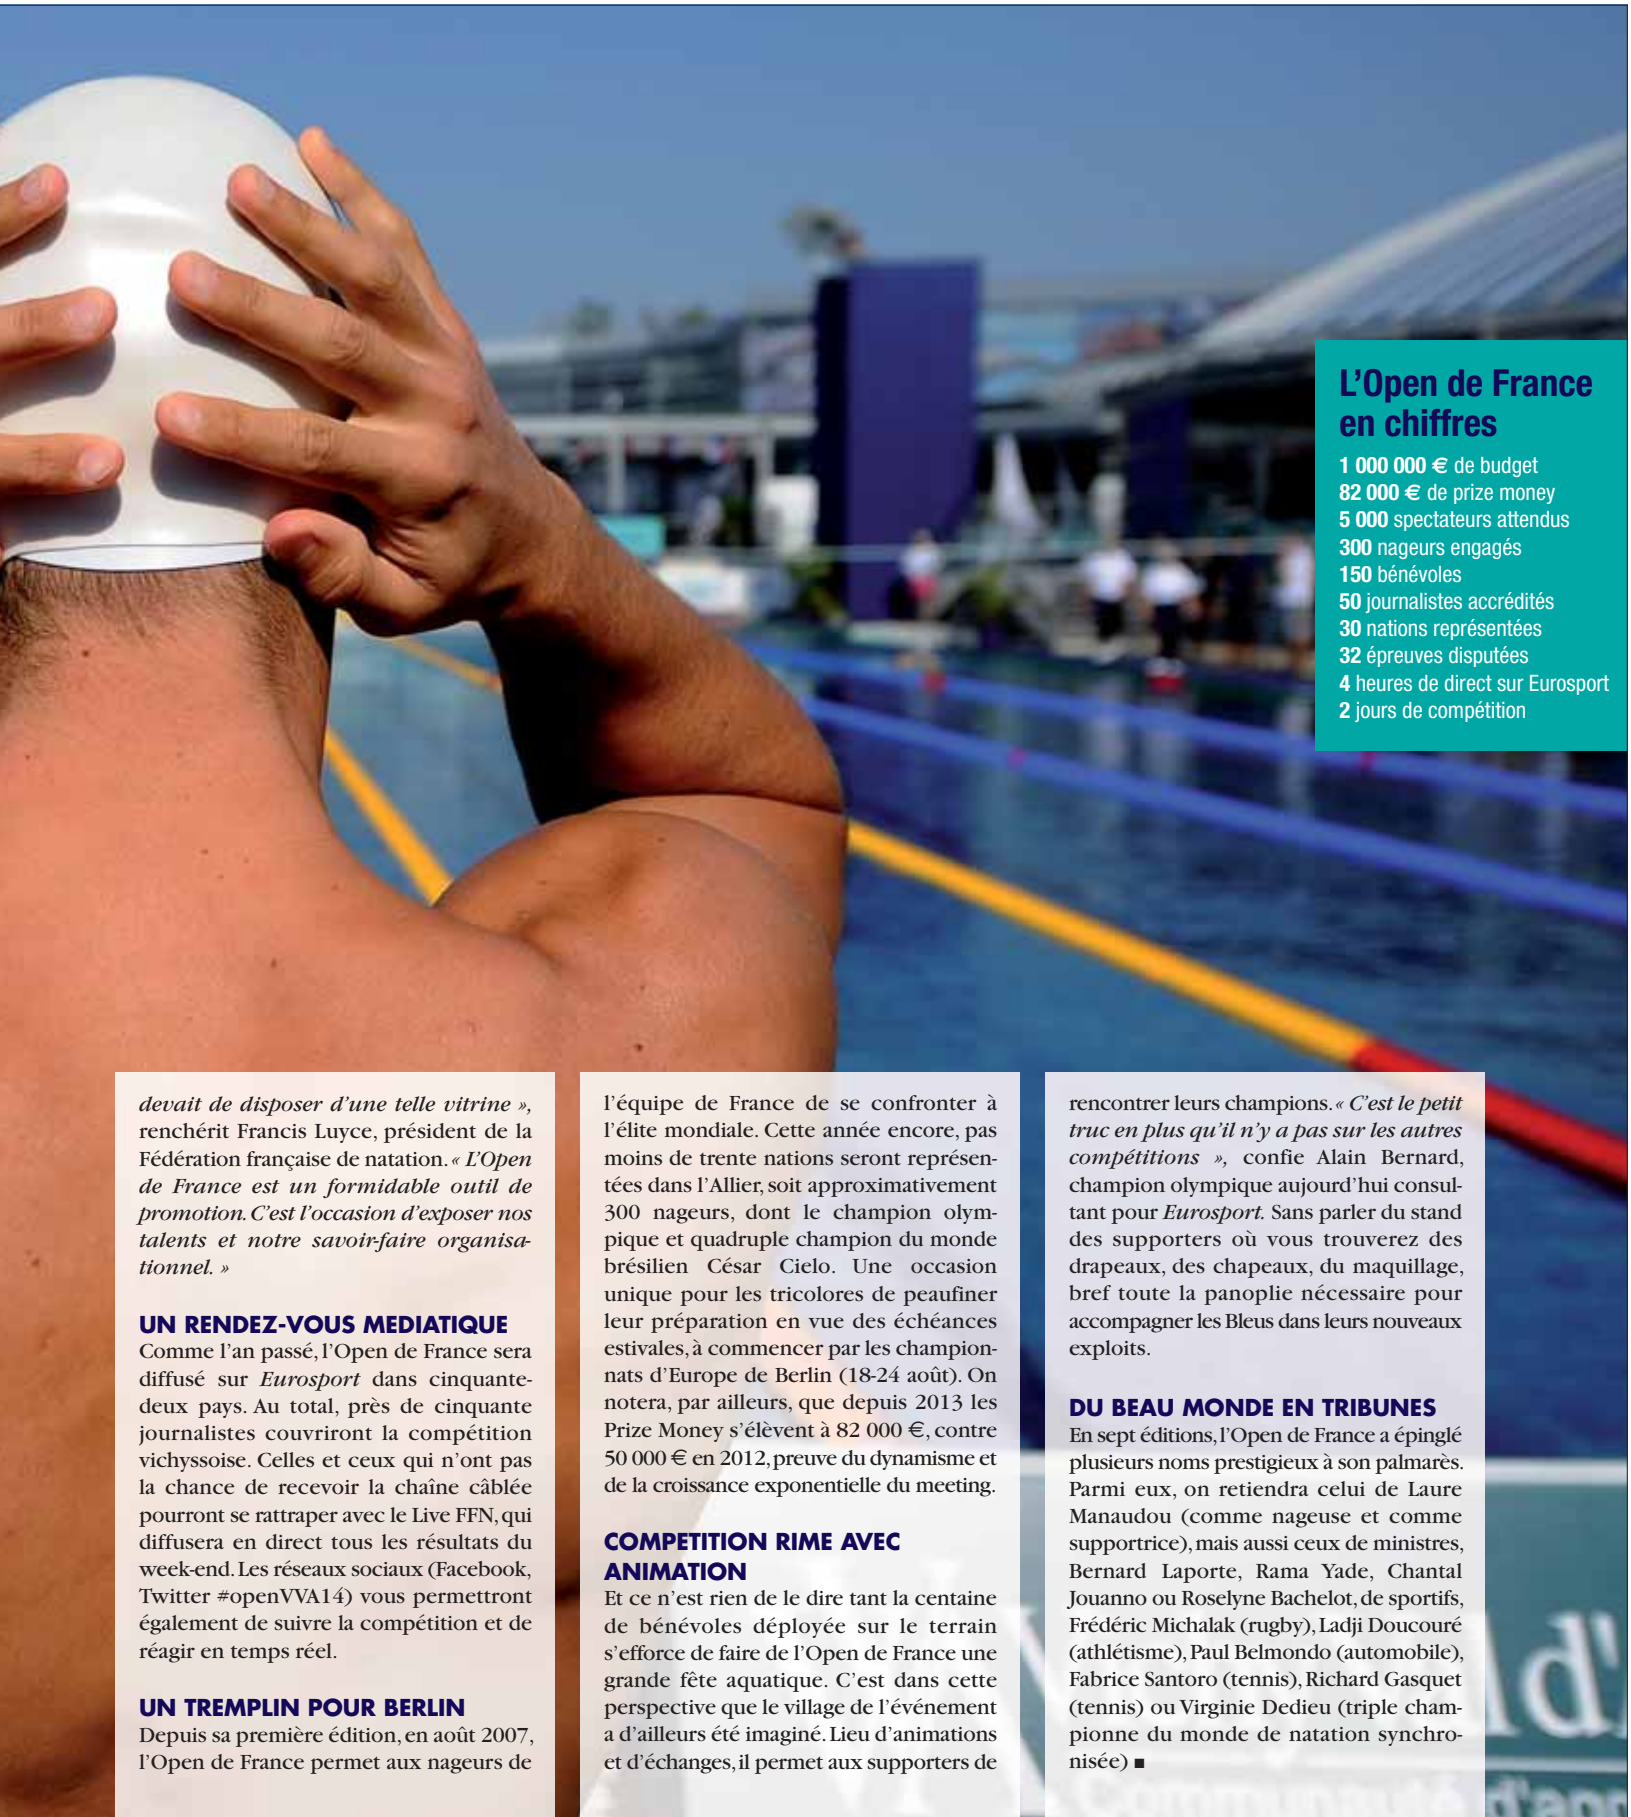 L'Open de France
en chiffres
1 000 000 € de budget
82 000 € de prize money
5 000 spectateurs attendus
300 nageurs engagés
150 bénévoles
50 journalistes accrédités
30 nations représentées
32 épreuves disputées
4 heures de direct sur Eurosport
2 jours de compétition
devait de disposer d'une telle vitrine »,
renchérit Francis Luyce, président de la
Fédération française de natation. « L'Open
de France est un formidable outil de
promotion. C'est l'occasion d'exposer nos
talents et notre savoir-faire organisa-
tionnel. »
UN RENDEZ-VOUS MEDIATIQUE
Comme l'an passé, l'Open de France sera
diffusé sur Eurosport dans cinquante-
deux pays. Au total, près de cinquante
journalistes couvriront la compétition
vichyssoise. Celles et ceux qui n'ont pas
la chance de recevoir la chaîne câblée
pourront se rattraper avec le Live FFN, qui
diffusera en direct tous les résultats du
week-end. Les réseaux sociaux (Facebook,
Twitter #openVVA14) vous permettront
également de suivre la compétition et de
réagir en temps réel.
UN TREMPLIN POUR BERLIN
Depuis sa première édition, en août 2007,
l'Open de France permet aux nageurs de
l'équipe de France de se confronter à
l'élite mondiale. Cette année encore, pas
moins de trente nations seront représen-
tées dans l'Allier, soit approximativement
300 nageurs, dont le champion olym-
pique et quadruple champion du monde
brésilien César Cielo. Une occasion
unique pour les tricolores de peaufiner
leur préparation en vue des échéances
estivales, à commencer par les champion-
nats d'Europe de Berlin (18-24 août). On
notera, par ailleurs, que depuis 2013 les
Prize Money s'élèvent à 82 000 €, contre
50 000 € en 2012, preuve du dynamisme et
de la croissance exponentielle du meeting.
COMPETITION RIME AVEC
ANIMATION
Et ce n'est rien de le dire tant la centaine
de bénévoles déployée sur le terrain
s'efforce de faire de l'Open de France une
grande fête aquatique. C'est dans cette
perspective que le village de l'événement
a d'ailleurs été imaginé. Lieu d'animations
et d'échanges, il permet aux supporters de
rencontrer leurs champions. « C'est le petit
truc en plus qu'il n'y a pas sur les autres
compétitions », confie Alain Bernard,
champion olympique aujourd'hui consul-
tant pour Eurosport. Sans parler du stand
des supporters où vous trouverez des
drapeaux, des chapeaux, du maquillage,
bref toute la panoplie nécessaire pour
accompagner les Bleus dans leurs nouveaux
exploits.
DU BEAU MONDE EN TRIBUNES
En sept éditions, l'Open de France a épinglé
plusieurs noms prestigieux à son palmarès.
Parmi eux, on retiendra celui de Laure
Manaudou (comme nageuse et comme
supportrice), mais aussi ceux de ministres,
Bernard Laporte, Rama Yade, Chantal
Jouanno ou Roselyne Bachelot, de sportifs,
Frédéric Michalak (rugby), Ladji Doucouré
(athlétisme), Paul Belmondo (automobile),
Fabrice Santoro (tennis), Richard Gasquet
(tennis) ou Virginie Dedieu (triple cham-
pionne du monde de natation synchro-
nisée) ■